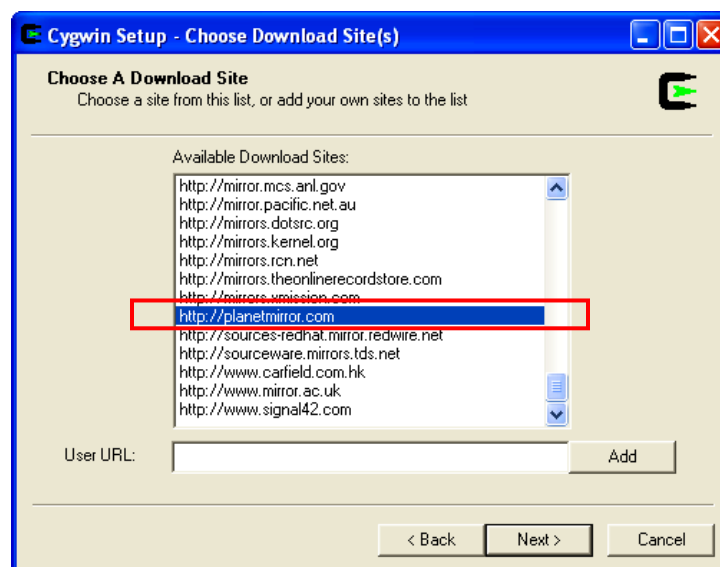 Cygwin Setup - Choose Download Site(s)
Choose A Download Site
Choose a site from this list, or add your own sites to the list
Available Download Sites:
http://mirror.mcs.anl.gov
http://mirror.pacific.net.au
http://mirrors.dotsrc.org
http://mirrors.kernel.org
http://mirrors.rcn.net
http://mirrors.theonlinerecordstore.com
http://mirrors.xmission.com
http://planetmirror.com
http://sources-redhat.mirror.redwire.net
http://sourceware.mirrors.tds.net
http://www.carfield.com.hk
http://www.mirror.ac.uk
http://www.signal42.com
User URL: Add
< Back Next > Cancel